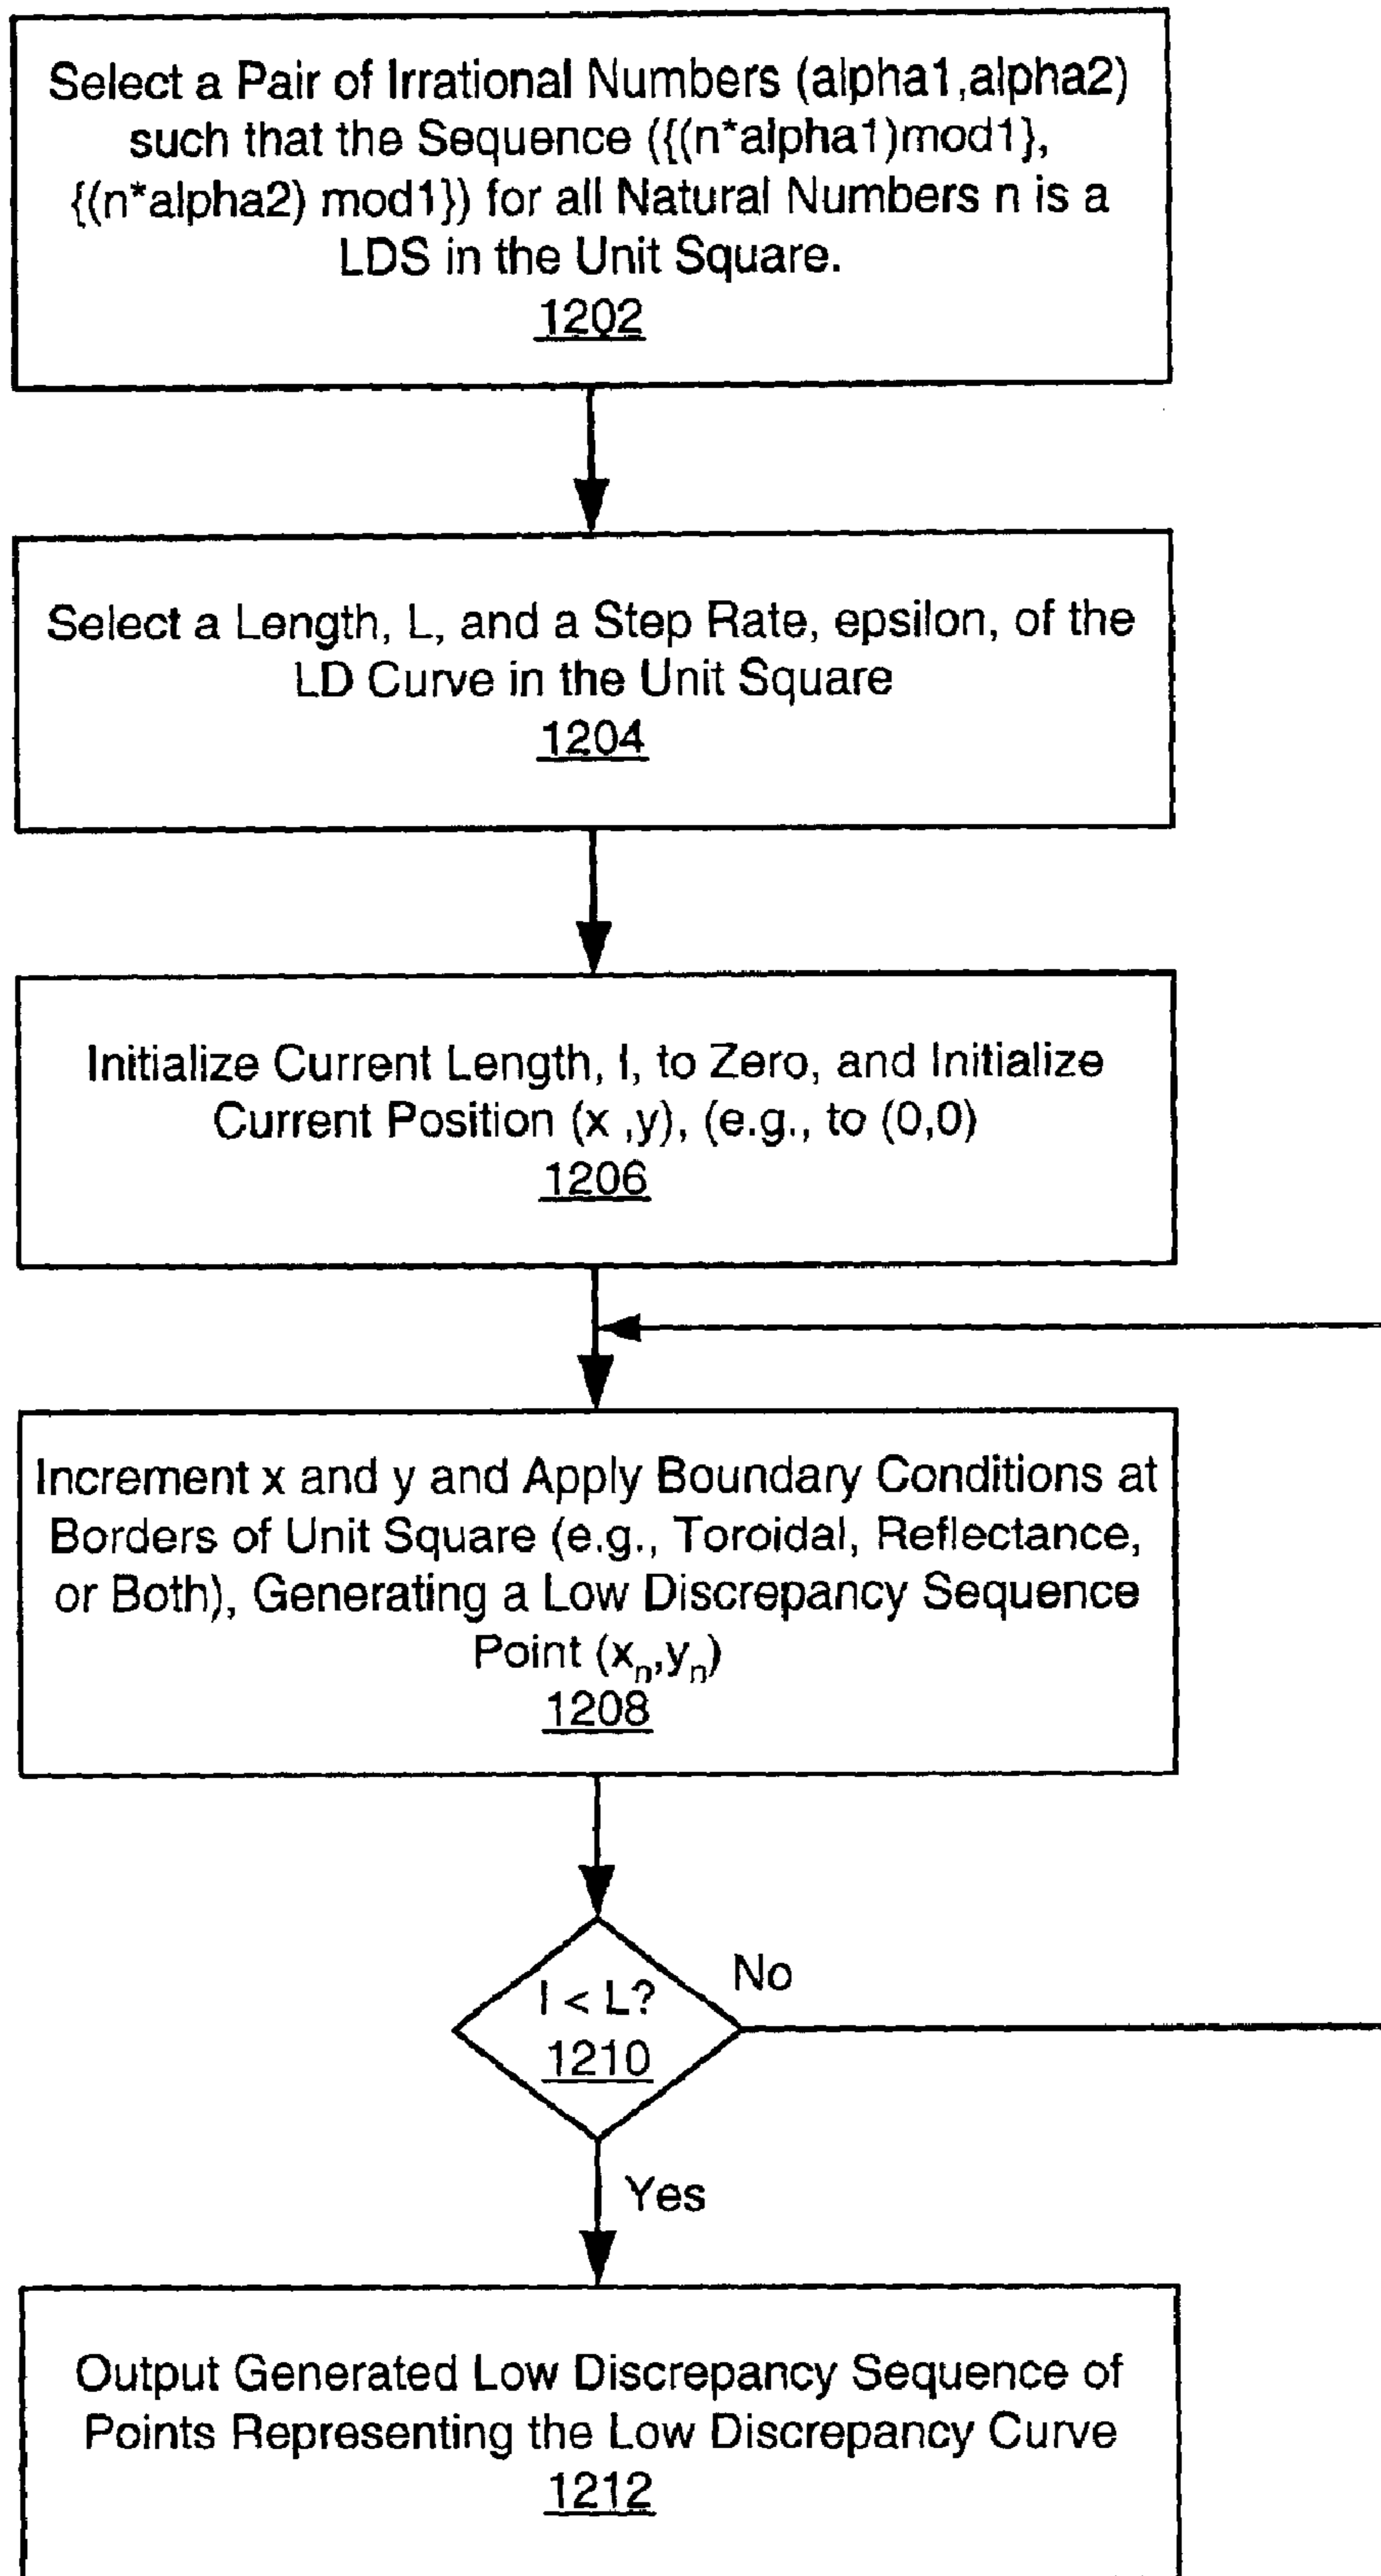 Select a Pair of Irrational Numbers (alpha1,alpha2)
such that the Sequence ({(n*alpha1)mod1},
{(n*alpha2) mod1}) for all Natural Numbers n is a
LDS in the Unit Square.
1202
Select a Length, L, and a Step Rate, epsilon, of the
LD Curve in the Unit Square
1204
Initialize Current Length, l, to Zero, and Initialize
Current Position (x ,y), (e.g., to (0,0)
1206
Increment x and y and Apply Boundary Conditions at
Borders of Unit Square (e.g., Toroidal, Reflectance,
or Both), Generating a Low Discrepancy Sequence
Point (xₙ,yₙ)
1208
No
l < L?
1210
Yes
Output Generated Low Discrepancy Sequence of
Points Representing the Low Discrepancy Curve
1212